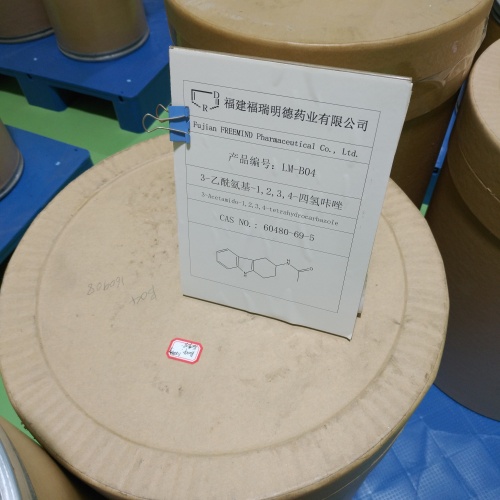 福建福瑞明德药业有限公司
Fujian FREEMIND Pharmaceutical Co., Ltd.
产品编号：LM-B04
3-乙酰氨基-1,2,3,4-四氢咔唑
3-Acetamido-1,2,3,4-tetrahydrocarbazole
CAS NO.：60480-69-5